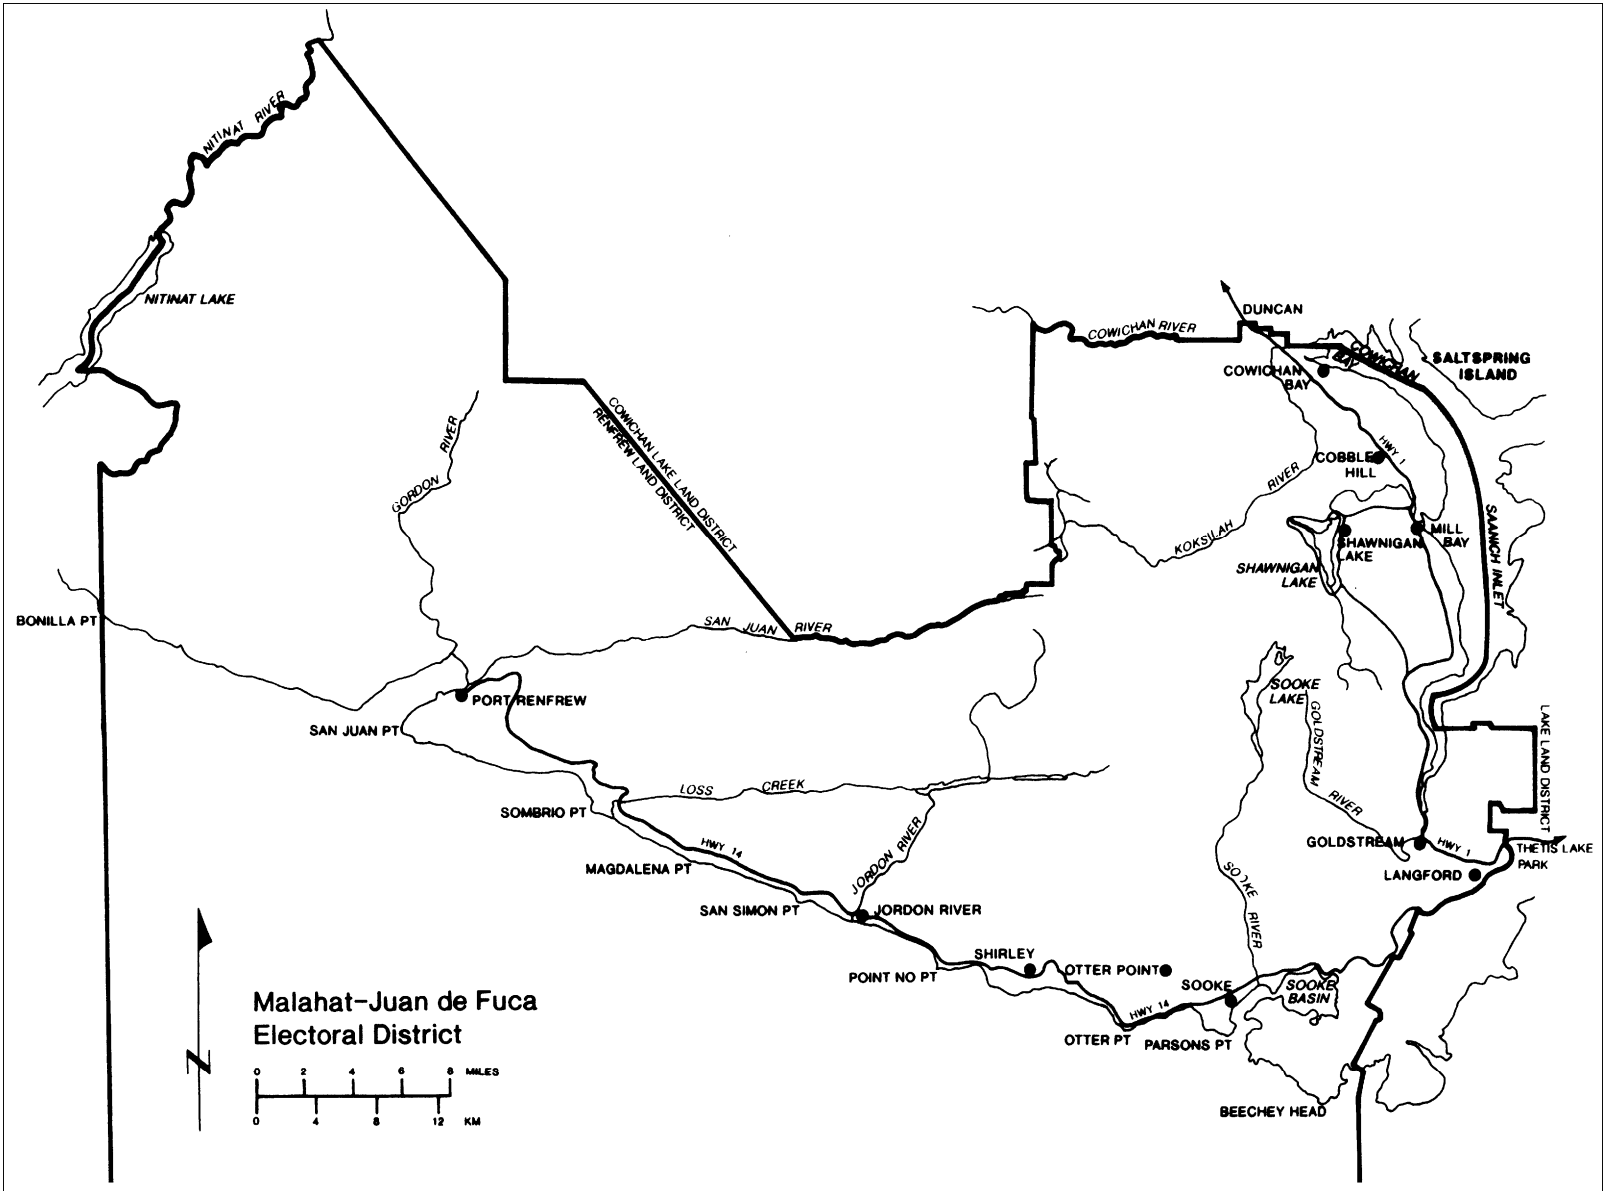 NITINAT RIVER
NITINAT LAKE
DUNCAN
COWICHAN RIVER
COWICHAN
BAY
SALTSPRING
ISLAND
COWICHAN
BAY
COWICHAN LAKE LAND DISTRICT
RENFREW LAND DISTRICT
GORDON RIVER
HWY 1
COBBLE
HILL
KOKSILAH RIVER
SAANICH INLET
MILL
BAY
SHAWNIGAN
LAKE
SHAWNIGAN
LAKE
BONILLA PT
SAN JUAN RIVER
SOOKE
LAKE
PORT RENFREW
SAN JUAN PT
GOLDSTREAM RIVER
LAKE LAND DISTRICT
LOSS CREEK
SOMBRIO PT
HWY 14
JORDON RIVER
GOLDSTREAM
HWY 1
THETIS LAKE
PARK
MAGDALENA PT
LANGFORD
SAN SIMON PT
JORDON RIVER
SOOKE RIVER
SHIRLEY
OTTER POINT
POINT NO PT
SOOKE
SOOKE
BASIN
HWY 14
OTTER PT
PARSONS PT
BEECHEY HEAD
Malahat-Juan de Fuca
Electoral District
0 2 4 6 8 MILES
0 4 8 12 KM
N